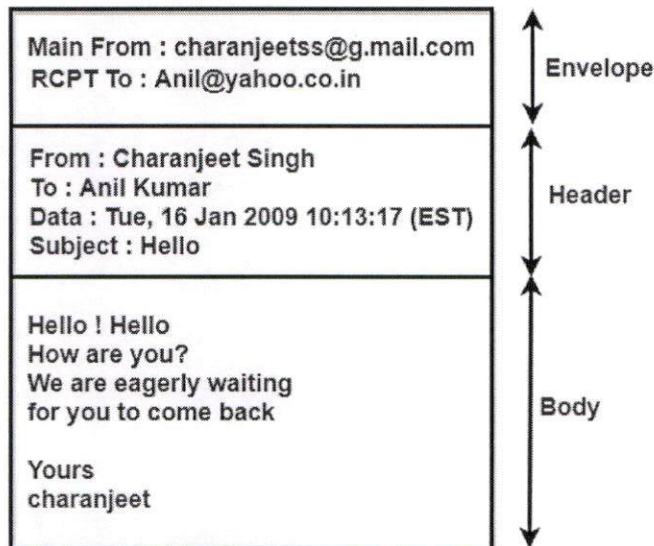 Main From : charanjeetss@g.mail.com
RCPT To : Anil@yahoo.co.in
Envelope
From : Charanjeet Singh
To : Anil Kumar
Data : Tue, 16 Jan 2009 10:13:17 (EST)
Subject : Hello
Header
Hello ! Hello
How are you?
We are eagerly waiting
for you to come back
Yours
charanjeet
Body